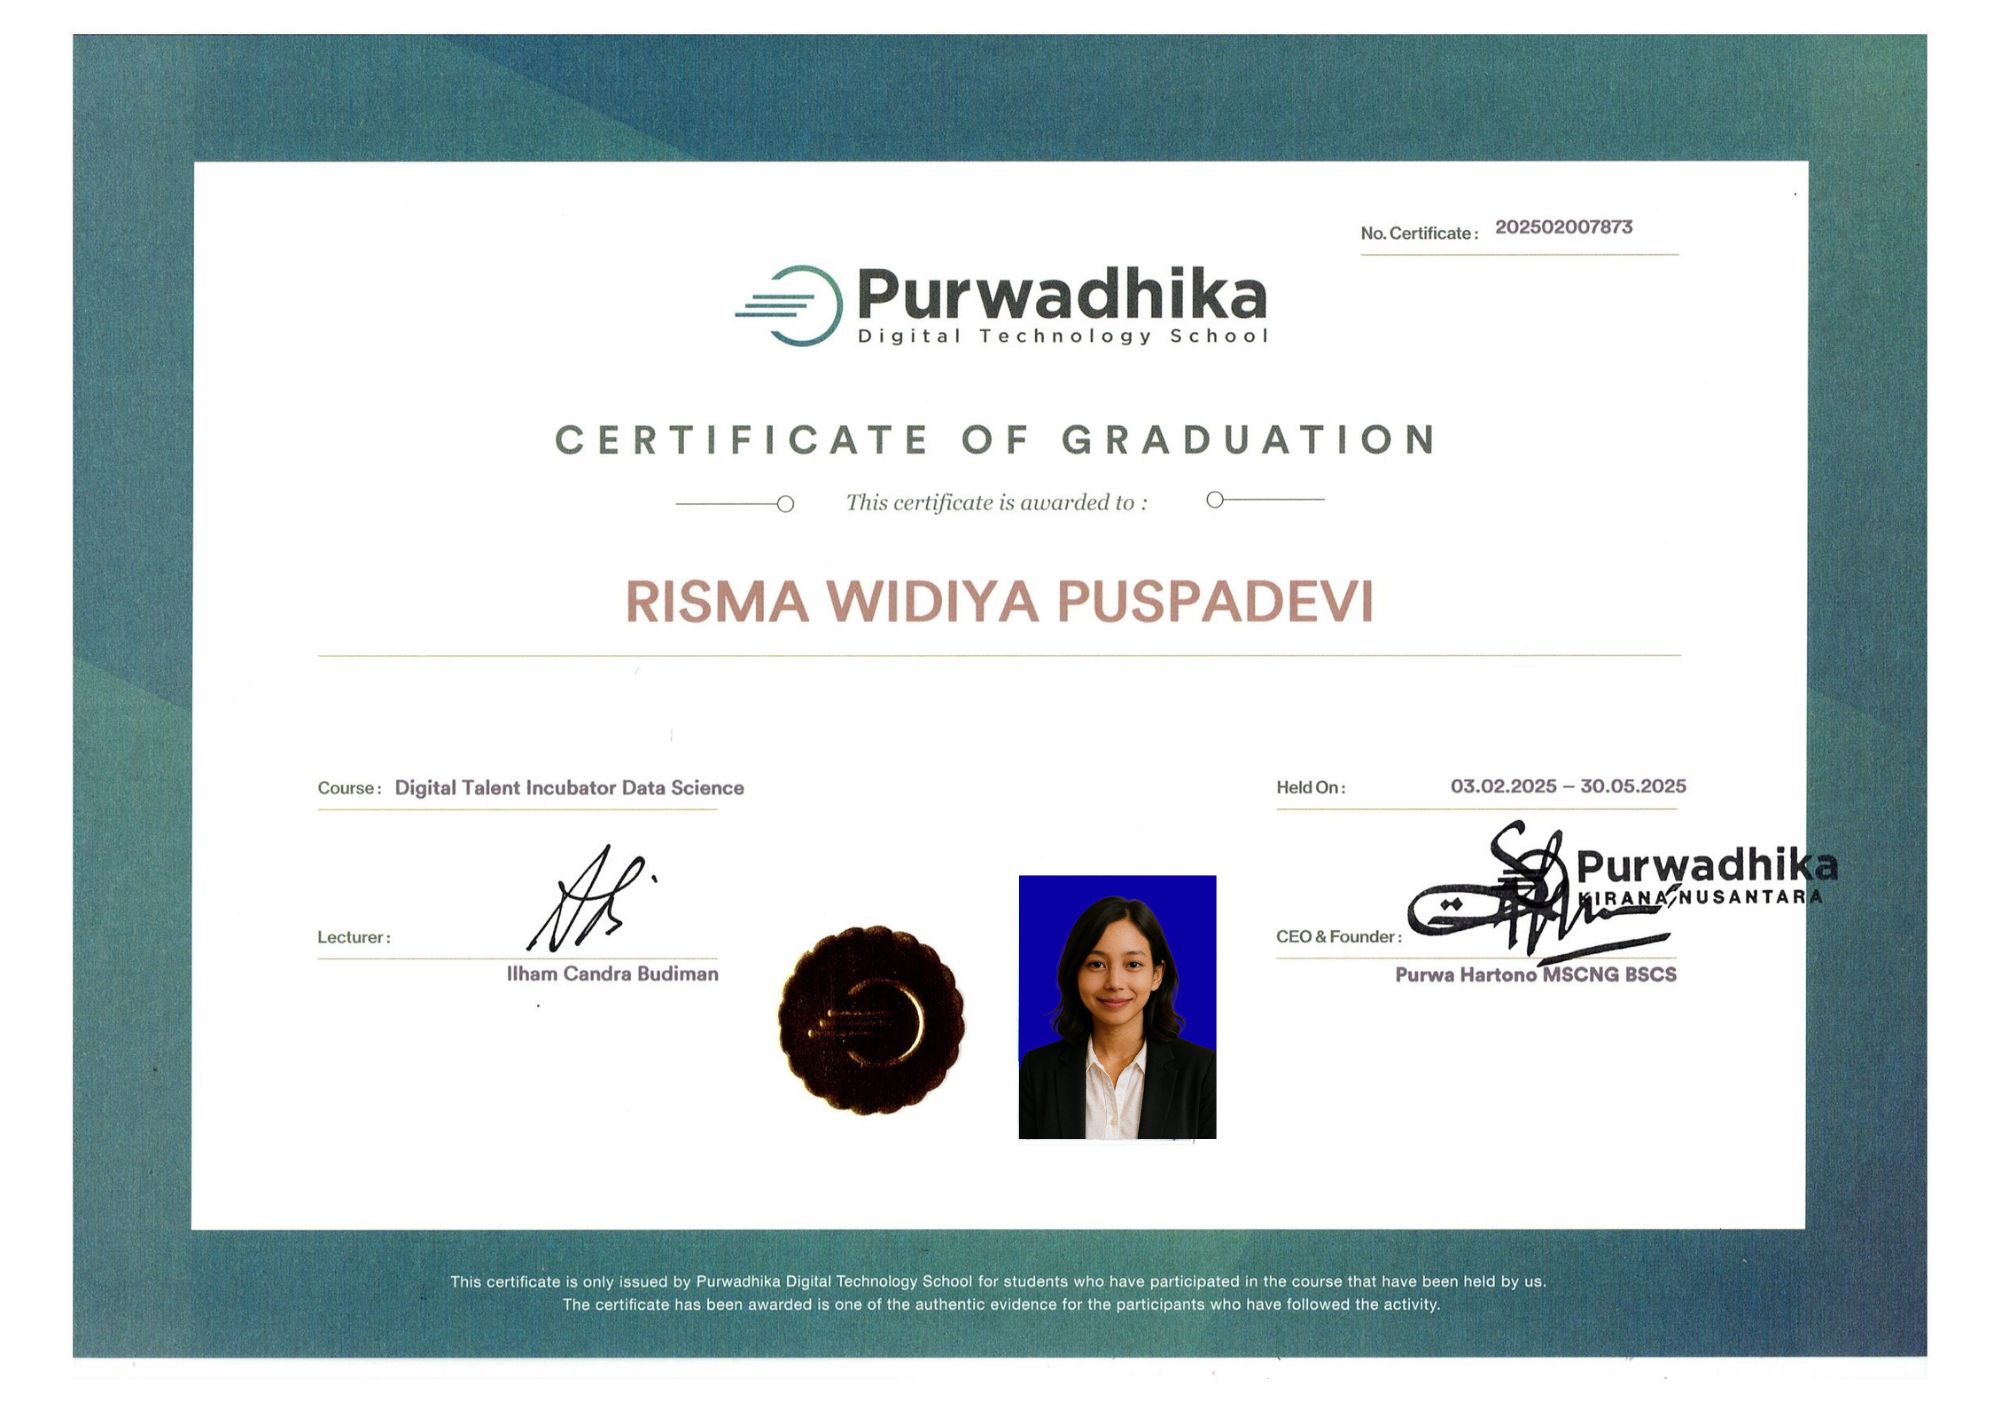 No. Certificate : 202502007873
Purwadhika
Digital Technology School
CERTIFICATE OF GRADUATION
This certificate is awarded to :
RISMA WIDIYA PUSPADEVI
Course : Digital Talent Incubator Data Science
Held On : 03.02.2025 – 30.05.2025
Purwadhika
KIRANA NUSANTARA
Lecturer :
CEO & Founder :
Ilham Candra Budiman
Purwa Hartono MSCNG BSCS
This certificate is only issued by Purwadhika Digital Technology School for students who have participated in the course that have been held by us.
The certificate has been awarded is one of the authentic evidence for the participants who have followed the activity.